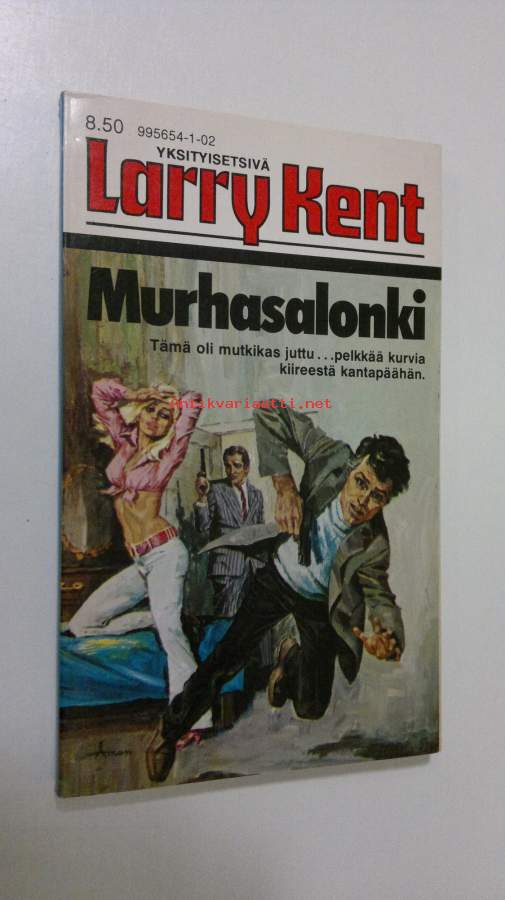 8.50 995654-1-02
YKSITYISETSIVÄ
Larry Kent
Murhasalonki
Tämä oli mutkikas juttu...pelkkää kurvia
kiireestä kantapäähän.
Antikvariaatti.net
Aman